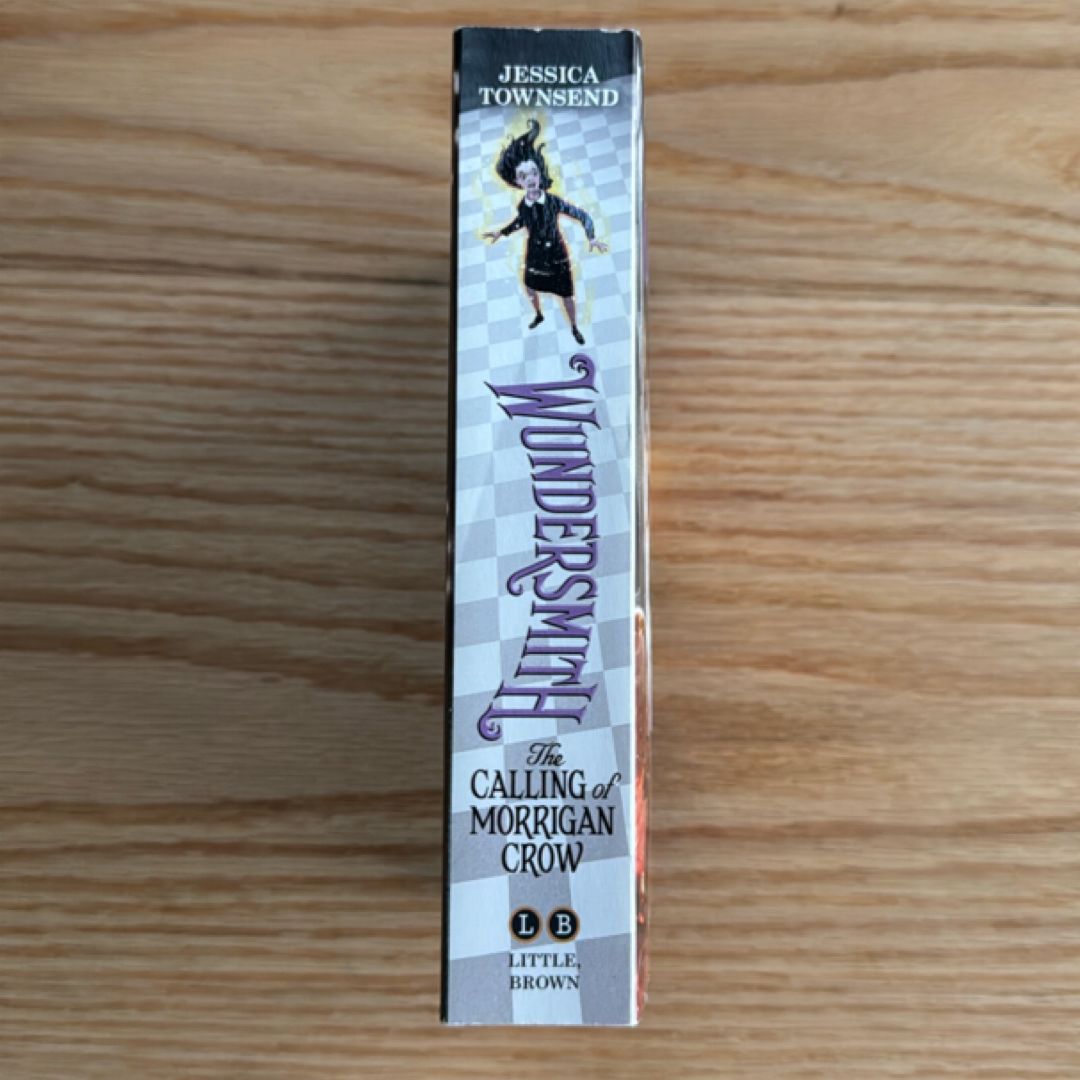 JESSICA
TOWNSEND
WUNDERSMITH
The
CALLING of
MORRIGAN
CROW
L B
LITTLE,
BROWN